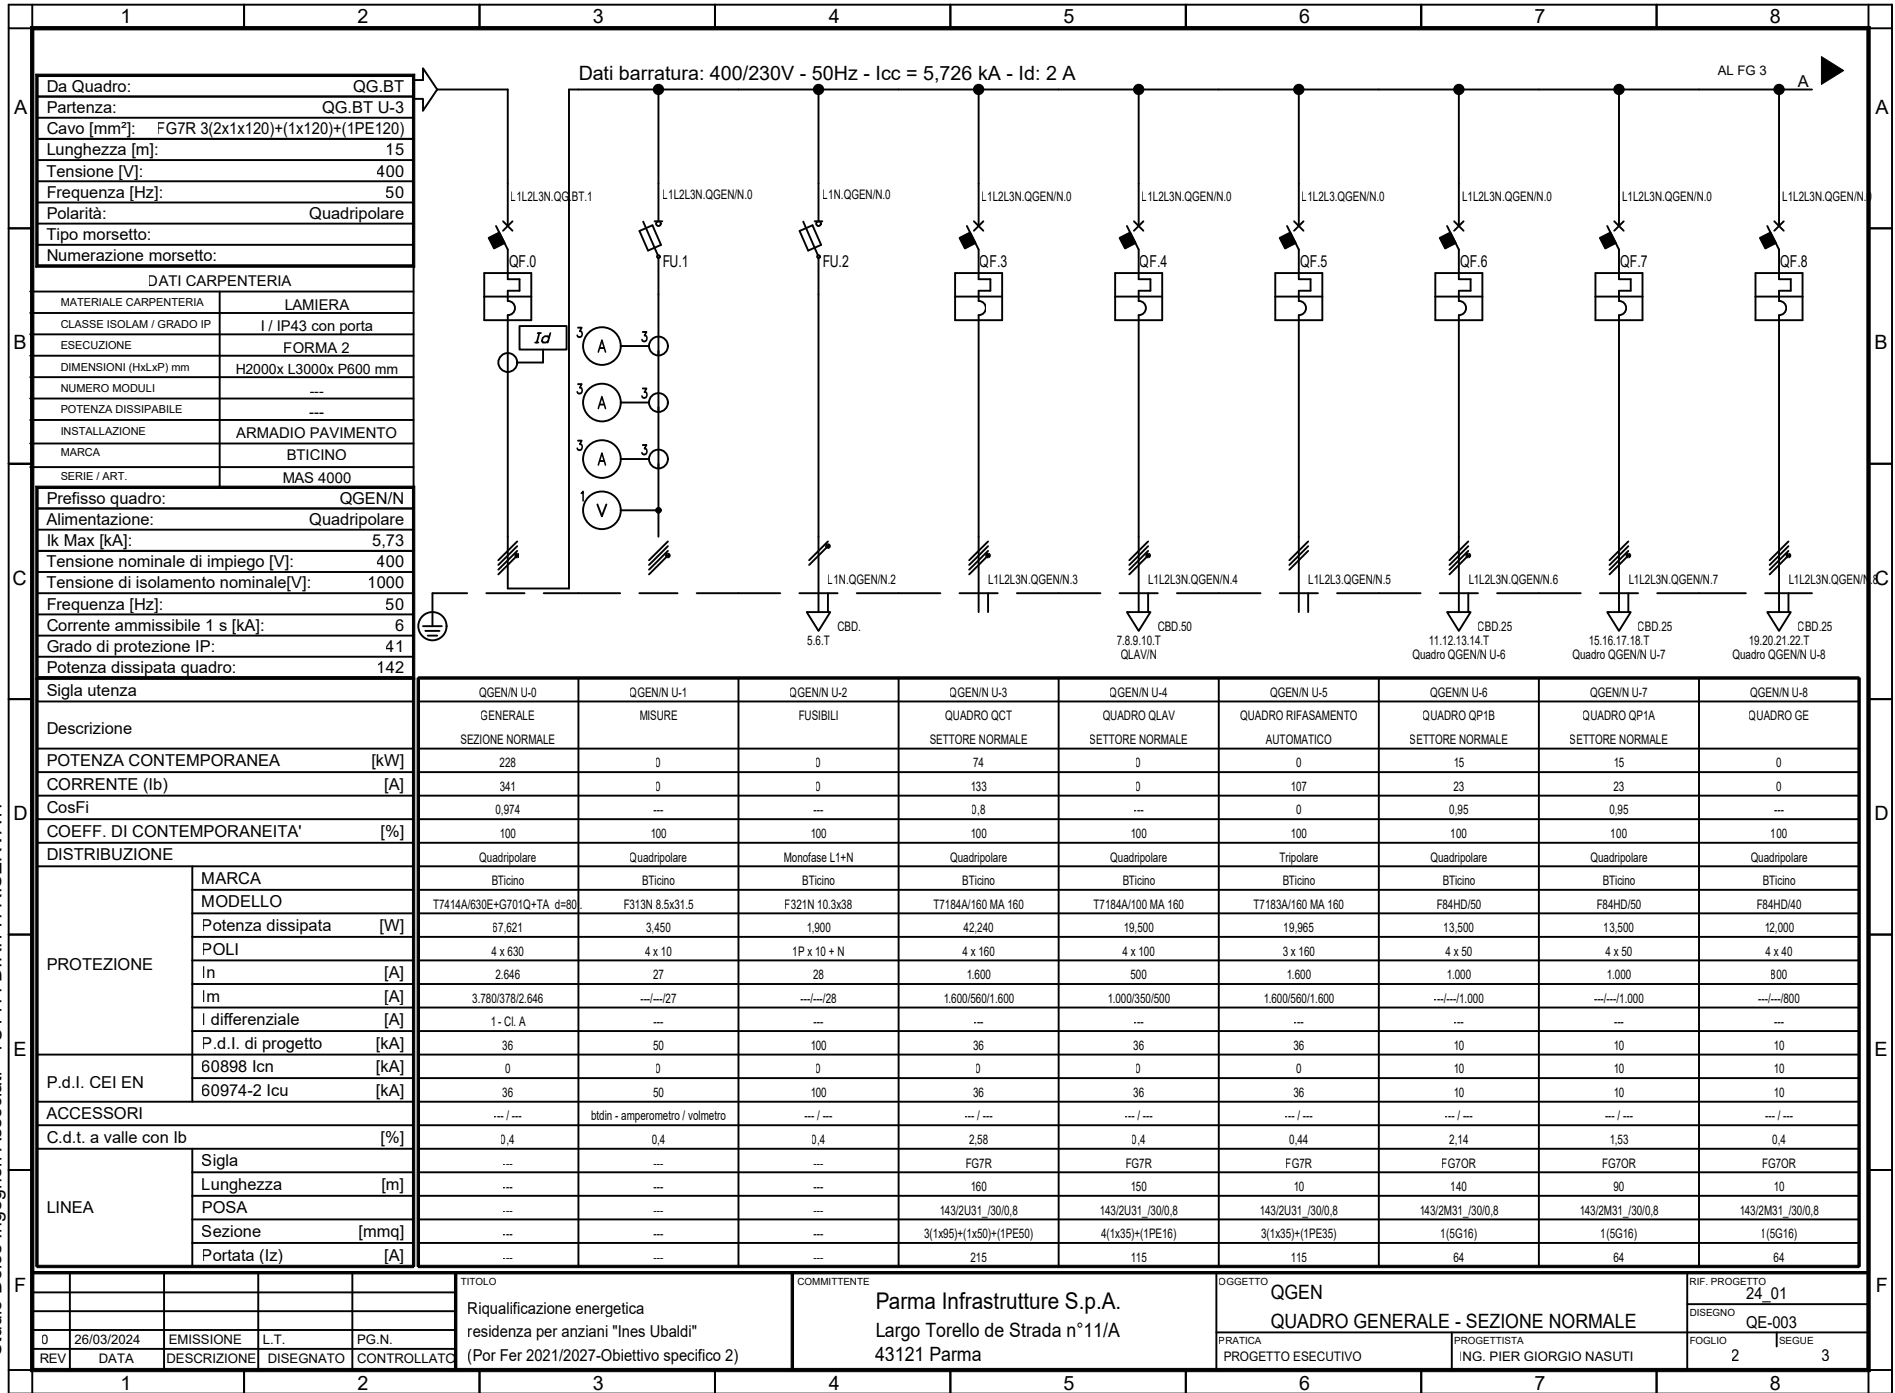 1 2 3 4 5 6 7 8
A A
B B
C C
D D
E E
F F
Dati barratura: 400/230V - 50Hz - Icc = 5,726 kA - Id: 2 A
AL FG 3
A
Da Quadro: QG.BT
Partenza: QG.BT U-3
Cavo [mm²]: FG7R 3(2x1x120)+(1x120)+(1PE120)
Lunghezza [m]: 15
Tensione [V]: 400
Frequenza [Hz]: 50
Polarità: Quadripolare
Tipo morsetto:
Numerazione morsetto:
DATI CARPENTERIA
MATERIALE CARPENTERIA LAMIERA
CLASSE ISOLAM / GRADO IP I / IP43 con porta
ESECUZIONE FORMA 2
DIMENSIONI (HxLxP) mm H2000x L3000x P600 mm
NUMERO MODULI ---
POTENZA DISSIPABILE ---
INSTALLAZIONE ARMADIO PAVIMENTO
MARCA BTICINO
SERIE / ART. MAS 4000
Prefisso quadro: QGEN/N
Alimentazione: Quadripolare
Ik Max [kA]: 5,73
Tensione nominale di impiego [V]: 400
Tensione di isolamento nominale[V]: 1000
Frequenza [Hz]: 50
Corrente ammissibile 1 s [kA]: 6
Grado di protezione IP: 41
Potenza dissipata quadro: 142
L1L2L3N.QG.BT.1 L1L2L3N.QGEN/N.0 L1N.QGEN/N.0 L1L2L3N.QGEN/N.0 L1L2L3N.QGEN/N.0 L1L2L3.QGEN/N.0 L1L2L3N.QGEN/N.0 L1L2L3N.QGEN/N.0 L1L2L3N.QGEN/N.0
QF.0 FU.1 FU.2 QF.3 QF.4 QF.5 QF.6 QF.7 QF.8
Id
3 A 3
3 A 3
3 A 3
1 V
L1N.QGEN/N.2 L1L2L3N.QGEN/N.3 L1L2L3N.QGEN/N.4 L1L2L3.QGEN/N.5 L1L2L3N.QGEN/N.6 L1L2L3N.QGEN/N.7 L1L2L3N.QGEN/N.8
CBD. CBD.50 CBD.25 CBD.25 CBD.25
5.6.T 7.8.9.10.T 11.12.13.14.T 15.16.17.18.T 19.20.21.22.T
QLAV/N Quadro QGEN/N U-6 Quadro QGEN/N U-7 Quadro QGEN/N U-8
Sigla utenza QGEN/N U-0 QGEN/N U-1 QGEN/N U-2 QGEN/N U-3 QGEN/N U-4 QGEN/N U-5 QGEN/N U-6 QGEN/N U-7 QGEN/N U-8
Descrizione
GENERALE MISURE FUSIBILI QUADRO QCT QUADRO QLAV QUADRO RIFASAMENTO QUADRO QP1B QUADRO QP1A QUADRO GE
SEZIONE NORMALE SETTORE NORMALE SETTORE NORMALE AUTOMATICO SETTORE NORMALE SETTORE NORMALE
POTENZA CONTEMPORANEA [kW] 228 0 0 74 0 0 15 15 0
CORRENTE (Ib) [A] 341 0 0 133 0 107 23 23 0
CosFi 0,974 --- --- 0,8 --- 0 0,95 0,95 ---
COEFF. DI CONTEMPORANEITA' [%] 100 100 100 100 100 100 100 100 100
DISTRIBUZIONE Quadripolare Quadripolare Monofase L1+N Quadripolare Quadripolare Tripolare Quadripolare Quadripolare Quadripolare
PROTEZIONE
MARCA BTicino BTicino BTicino BTicino BTicino BTicino BTicino BTicino BTicino
MODELLO T7414A/630E+G701Q+TA d=80. F313N 8.5x31.5 F321N 10.3x38 T7184A/160 MA 160 T7184A/100 MA 160 T7183A/160 MA 160 F84HD/50 F84HD/50 F84HD/40
Potenza dissipata [W] 67,621 3,450 1,900 42,240 19,500 19,965 13,500 13,500 12,000
POLI 4 x 630 4 x 10 1P x 10 + N 4 x 160 4 x 100 3 x 160 4 x 50 4 x 50 4 x 40
In [A] 2.646 27 28 1.600 500 1.600 1.000 1.000 800
Im [A] 3.780/378/2.646 ---/---/27 ---/---/28 1.600/560/1.600 1.000/350/500 1.600/560/1.600 ---/---/1.000 ---/---/1.000 ---/---/800
I differenziale [A] 1 - Cl. A --- --- --- --- --- --- --- ---
P.d.I. di progetto [kA] 36 50 100 36 36 36 10 10 10
P.d.I. CEI EN
60898 Icn [kA] 0 0 0 0 0 0 10 10 10
60974-2 Icu [kA] 36 50 100 36 36 36 10 10 10
ACCESSORI --- / --- btdin - amperometro / volmetro --- / --- --- / --- --- / --- --- / --- --- / --- --- / --- --- / ---
C.d.t. a valle con Ib [%] 0,4 0,4 0,4 2,58 0,4 0,44 2,14 1,53 0,4
LINEA
Sigla --- --- --- FG7R FG7R FG7R FG7OR FG7OR FG7OR
Lunghezza [m] --- --- --- 160 150 10 140 90 10
POSA --- --- --- 143/2U31_/30/0,8 143/2U31_/30/0,8 143/2U31_/30/0,8 143/2M31_/30/0,8 143/2M31_/30/0,8 143/2M31_/30/0,8
Sezione [mmq] --- --- --- 3(1x95)+(1x50)+(1PE50) 4(1x35)+(1PE16) 3(1x35)+(1PE35) 1(5G16) 1(5G16) 1(5G16)
Portata (Iz) [A] --- --- --- 215 115 115 64 64 64
0 26/03/2024 EMISSIONE L.T. PG.N.
REV DATA DESCRIZIONE DISEGNATO CONTROLLATO
TITOLO
Riqualificazione energetica
residenza per anziani "Ines Ubaldi"
(Por Fer 2021/2027-Obiettivo specifico 2)
COMMITTENTE
Parma Infrastrutture S.p.A.
Largo Torello de Strada n°11/A
43121 Parma
OGGETTO
QGEN
QUADRO GENERALE - SEZIONE NORMALE
PRATICA
PROGETTO ESECUTIVO
PROGETTISTA
ING. PIER GIORGIO NASUTI
RIF. PROGETTO
24_01
DISEGNO
QE-003
FOGLIO SEGUE
2 3
1 2 3 4 5 6 7 8